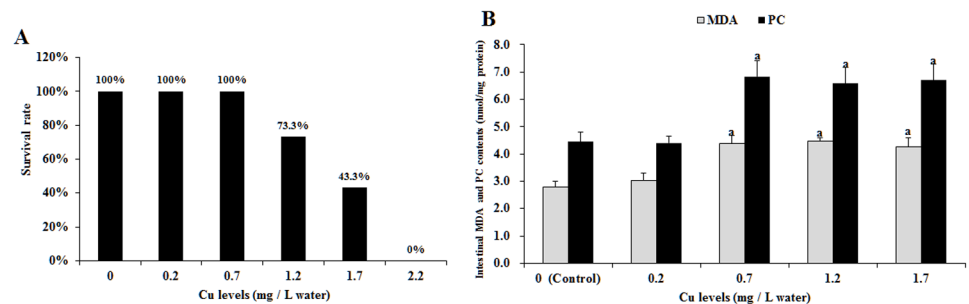 A
120%
100%
80%
60%
40%
20%
0%
Survival rate
100%
100%
100%
73.3%
43.3%
0%
0
0.2
0.7
1.2
1.7
2.2
Cu levels (mg / L water)
B
MDA
PC
8.0
7.0
6.0
5.0
4.0
3.0
2.0
1.0
0.0
Intestinal MDA and PC contents (nmol/mg protein)
a
a
a
a
a
a
0 (Control)
0.2
0.7
1.2
1.7
Cu levels (mg / L water)